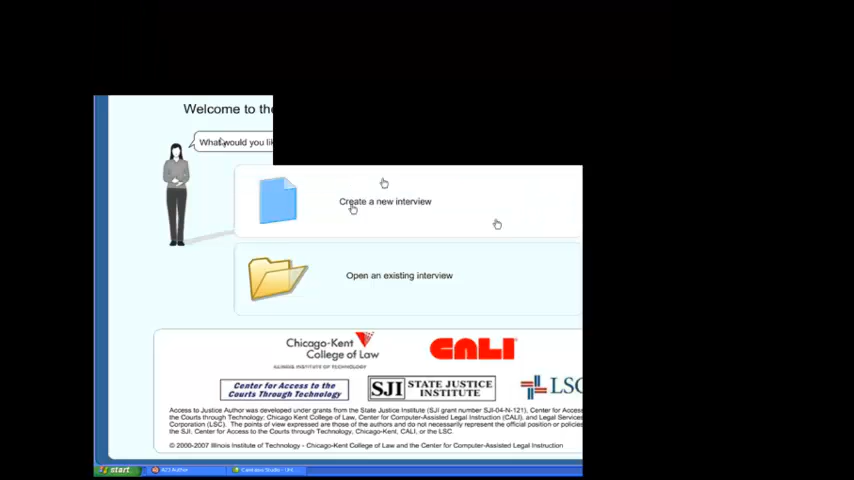 Welcome to the
What would you lik
Create a new interview
Open an existing interview
Chicago-Kent
College of Law
ILLINOIS INSTITUTE OF TECHNOLOGY
CALI
Center for Access to the
Courts Through Technology
SJI STATE JUSTICE
INSTITUTE
LSC
Access to Justice Author was developed under grants from the State Justice Institute (SJI grant number SJI-04-N-121), Center for Access
the Courts through Technology; Chicago Kent College of Law, Center for Computer-Assisted Legal Instruction (CALI), and Legal Services
Corporation (LSC). The points of view expressed are those of the authors and do not necessarily represent the official position or policies
the SJI, Center for Access to the Courts through Technology, Chicago-Kent, CALI, or the LSC.
© 2000-2007 Illinois Institute of Technology - Chicago-Kent College of Law and the Center for Computer-Assisted Legal Instruction
start
A2J Author
Camtasia Studio - Unt...